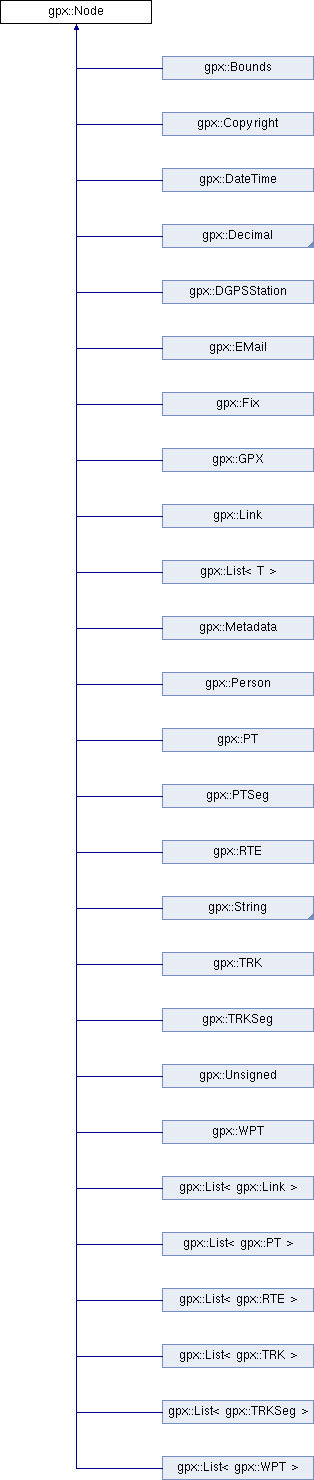 gpx::Node
gpx::Bounds
gpx::Copyright
gpx::DateTime
gpx::Decimal
gpx::DGPSStation
gpx::EMail
gpx::Fix
gpx::GPX
gpx::Link
gpx::List< T >
gpx::Metadata
gpx::Person
gpx::PT
gpx::PTSeg
gpx::RTE
gpx::String
gpx::TRK
gpx::TRKSeg
gpx::Unsigned
gpx::WPT
gpx::List< gpx::Link >
gpx::List< gpx::PT >
gpx::List< gpx::RTE >
gpx::List< gpx::TRK >
gpx::List< gpx::TRKSeg >
gpx::List< gpx::WPT >